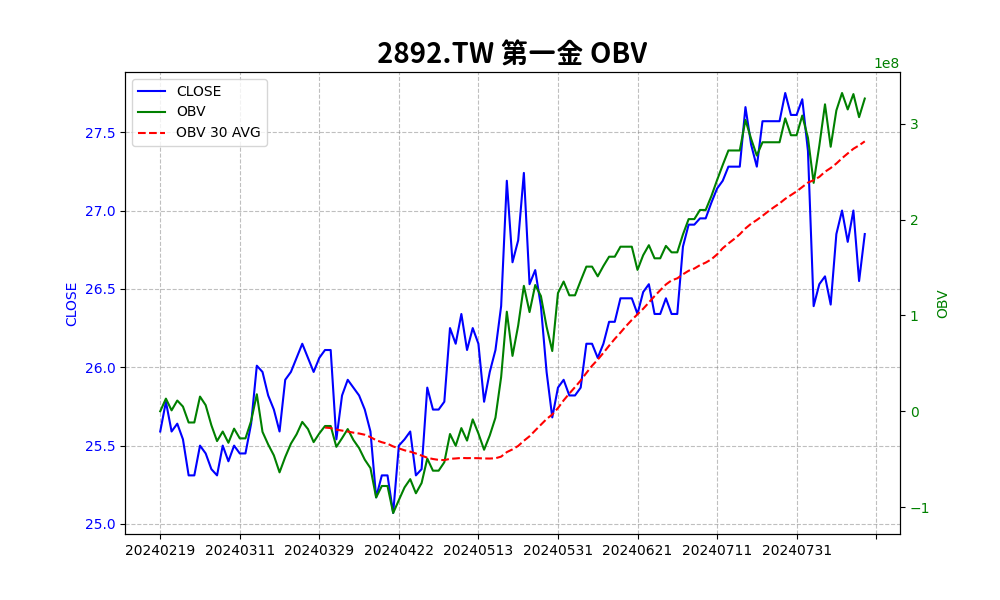 2892.TW 第一金 OBV
1e8
CLOSE
OBV
OBV 30 AVG
27.5
27.0
26.5
26.0
25.5
25.0
CLOSE
3
2
1
0
−1
OBV
20240219 20240311 20240329 20240422 20240513 20240531 20240621 20240711 20240731